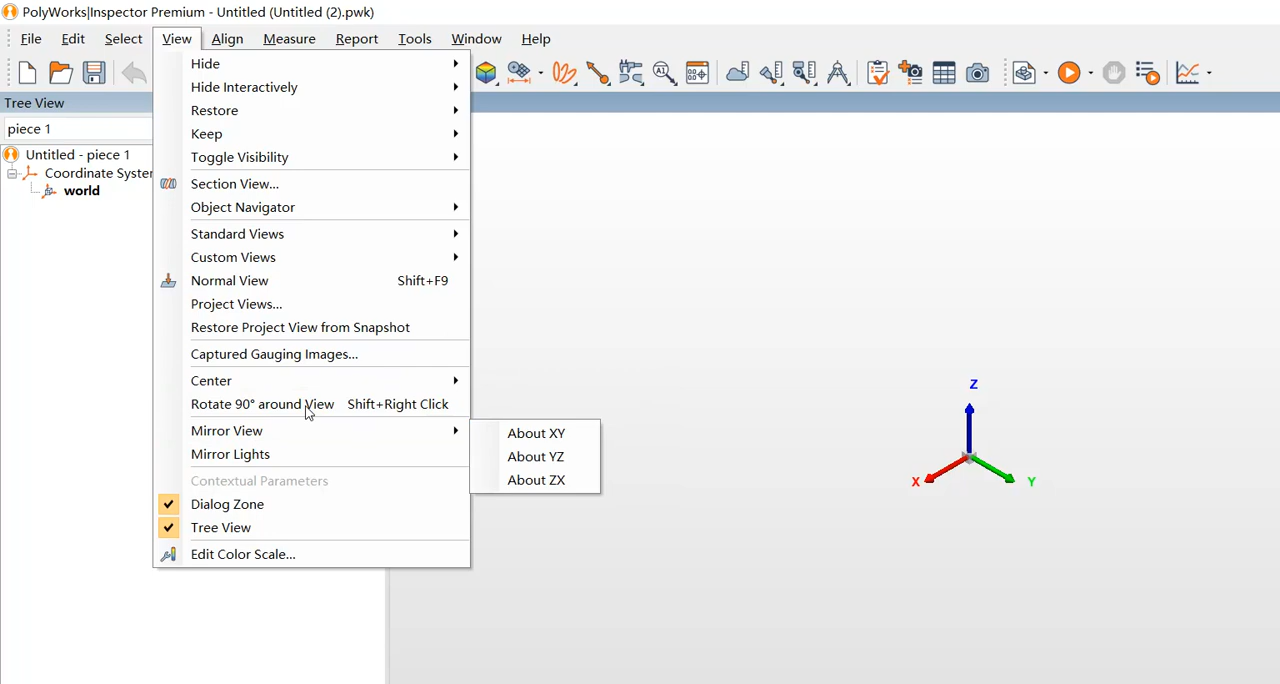 PolyWorks|Inspector Premium - Untitled (Untitled (2).pwk)
File Edit Select View Align Measure Report Tools Window Help
Tree View
piece 1
Untitled - piece 1
Coordinate Syster
world
Hide
Hide Interactively
Restore
Keep
Toggle Visibility
Section View...
Object Navigator
Standard Views
Custom Views
Normal View Shift+F9
Project Views...
Restore Project View from Snapshot
Captured Gauging Images...
Center
Rotate 90° around View Shift+Right Click
Mirror View
Mirror Lights
Contextual Parameters
Dialog Zone
Tree View
Edit Color Scale...
About XY
About YZ
About ZX
Z
X
Y